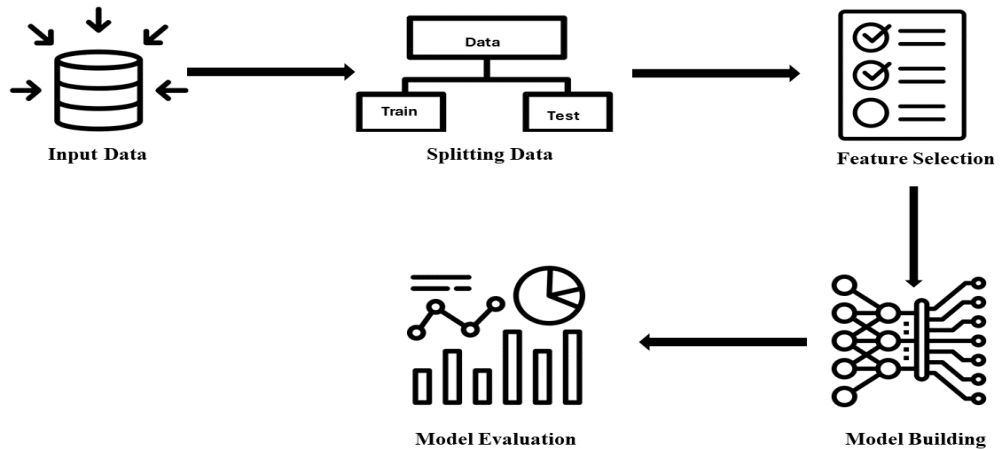 Data
Train
Test
Input Data
Splitting Data
Feature Selection
Model Evaluation
Model Building